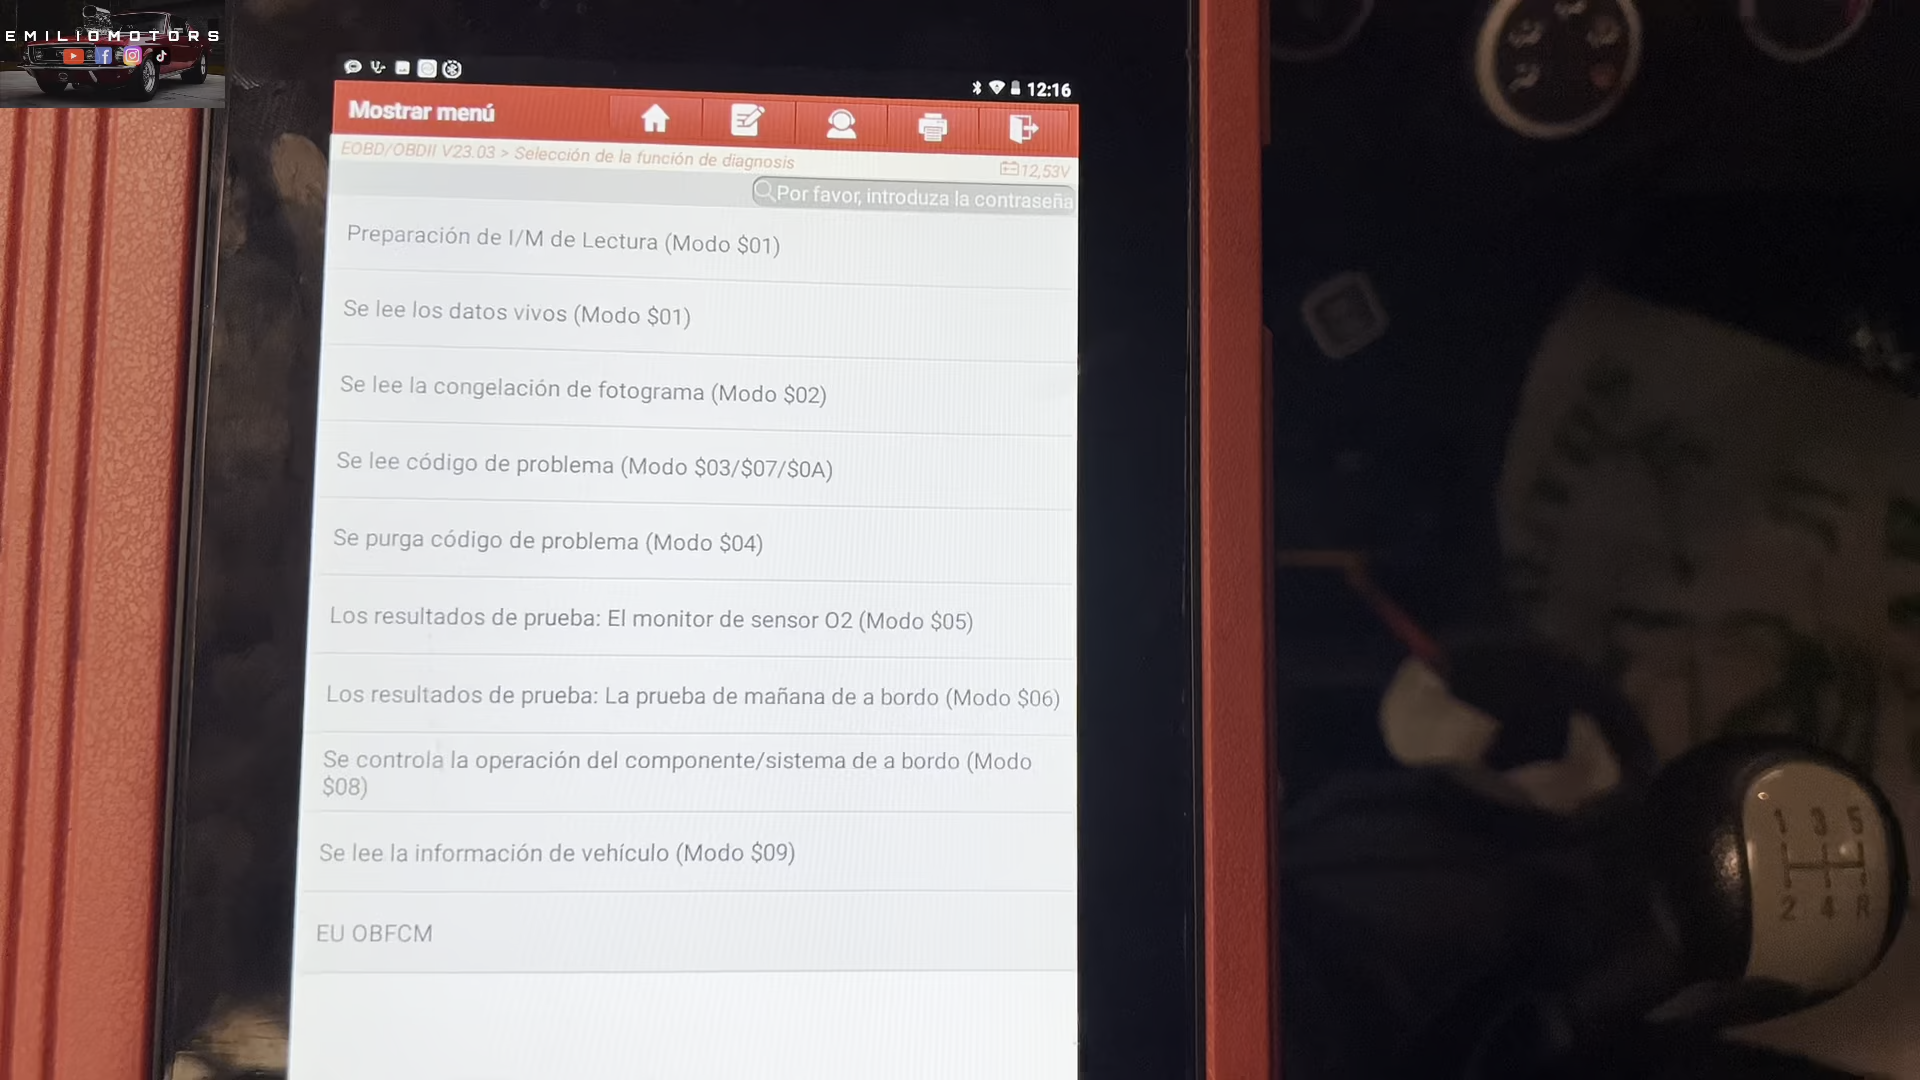 EMILIOMOTORS
12:16
Mostrar menú
EOBD/OBDII V23.03 > Selección de la función de diagnosis
12,53V
Por favor, introduza la contraseña
Preparación de I/M de Lectura (Modo $01)
Se lee los datos vivos (Modo $01)
Se lee la congelación de fotograma (Modo $02)
Se lee código de problema (Modo $03/$07/$0A)
Se purga código de problema (Modo $04)
Los resultados de prueba: El monitor de sensor O2 (Modo $05)
Los resultados de prueba: La prueba de mañana de a bordo (Modo $06)
Se controla la operación del componente/sistema de a bordo (Modo
$08)
Se lee la información de vehículo (Modo $09)
EU OBFCM
1 3 5
2 4 R